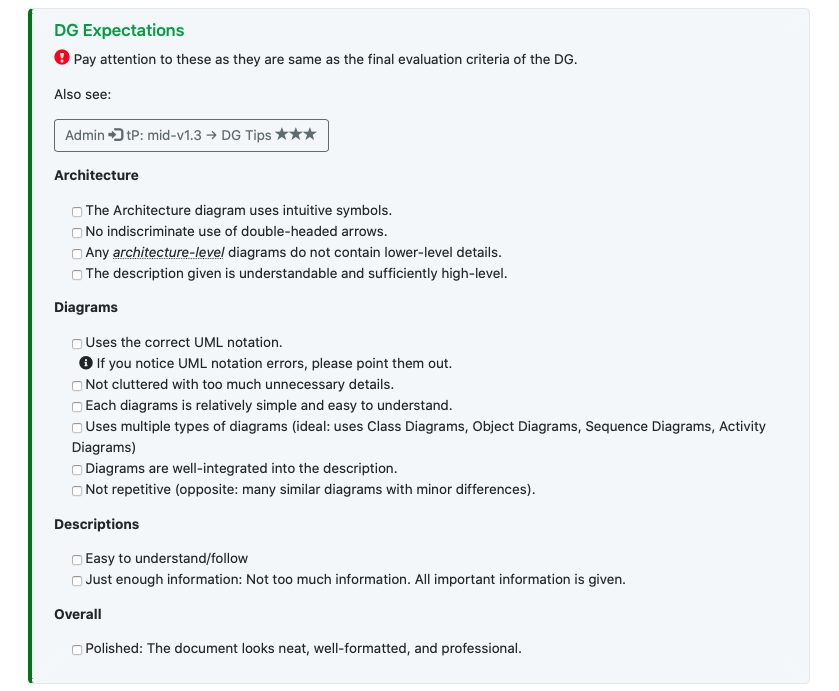 DG Expectations
Pay attention to these as they are same as the final evaluation criteria of the DG.
Also see:
Admin tP: mid-v1.3 → DG Tips ★★★
Architecture
The Architecture diagram uses intuitive symbols.
No indiscriminate use of double-headed arrows.
Any architecture-level diagrams do not contain lower-level details.
The description given is understandable and sufficiently high-level.
Diagrams
Uses the correct UML notation.
If you notice UML notation errors, please point them out.
Not cluttered with too much unnecessary details.
Each diagrams is relatively simple and easy to understand.
Uses multiple types of diagrams (ideal: uses Class Diagrams, Object Diagrams, Sequence Diagrams, Activity
Diagrams)
Diagrams are well-integrated into the description.
Not repetitive (opposite: many similar diagrams with minor differences).
Descriptions
Easy to understand/follow
Just enough information: Not too much information. All important information is given.
Overall
Polished: The document looks neat, well-formatted, and professional.